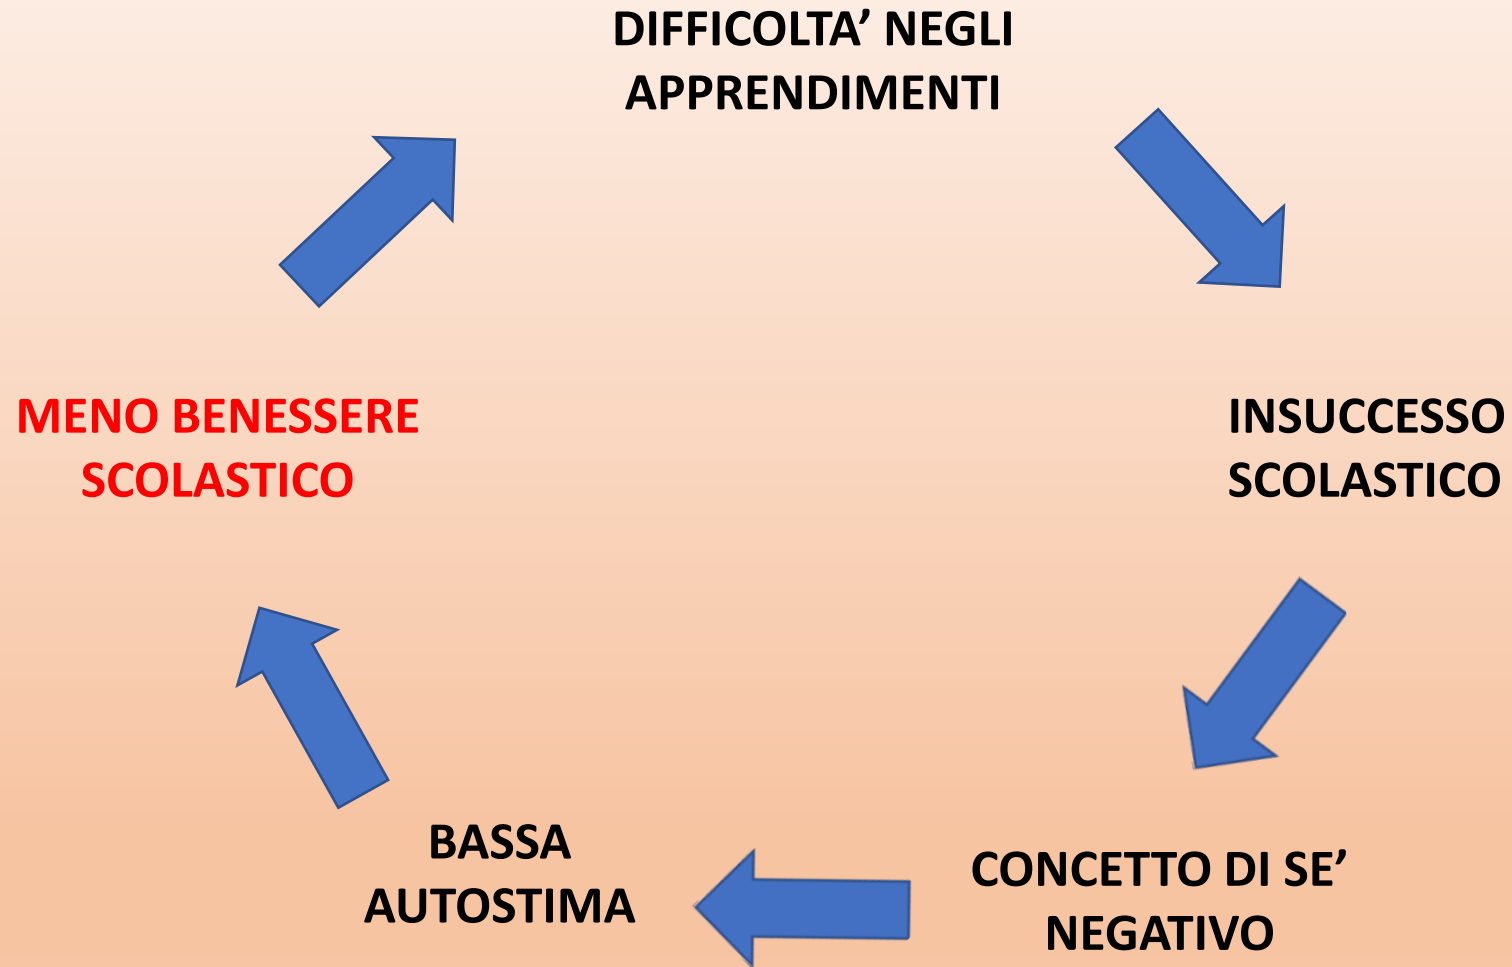 DIFFICOLTA’ NEGLI
APPRENDIMENTI
MENO BENESSERE
SCOLASTICO
INSUCCESSO
SCOLASTICO
BASSA
AUTOSTIMA
CONCETTO DI SE’
NEGATIVO